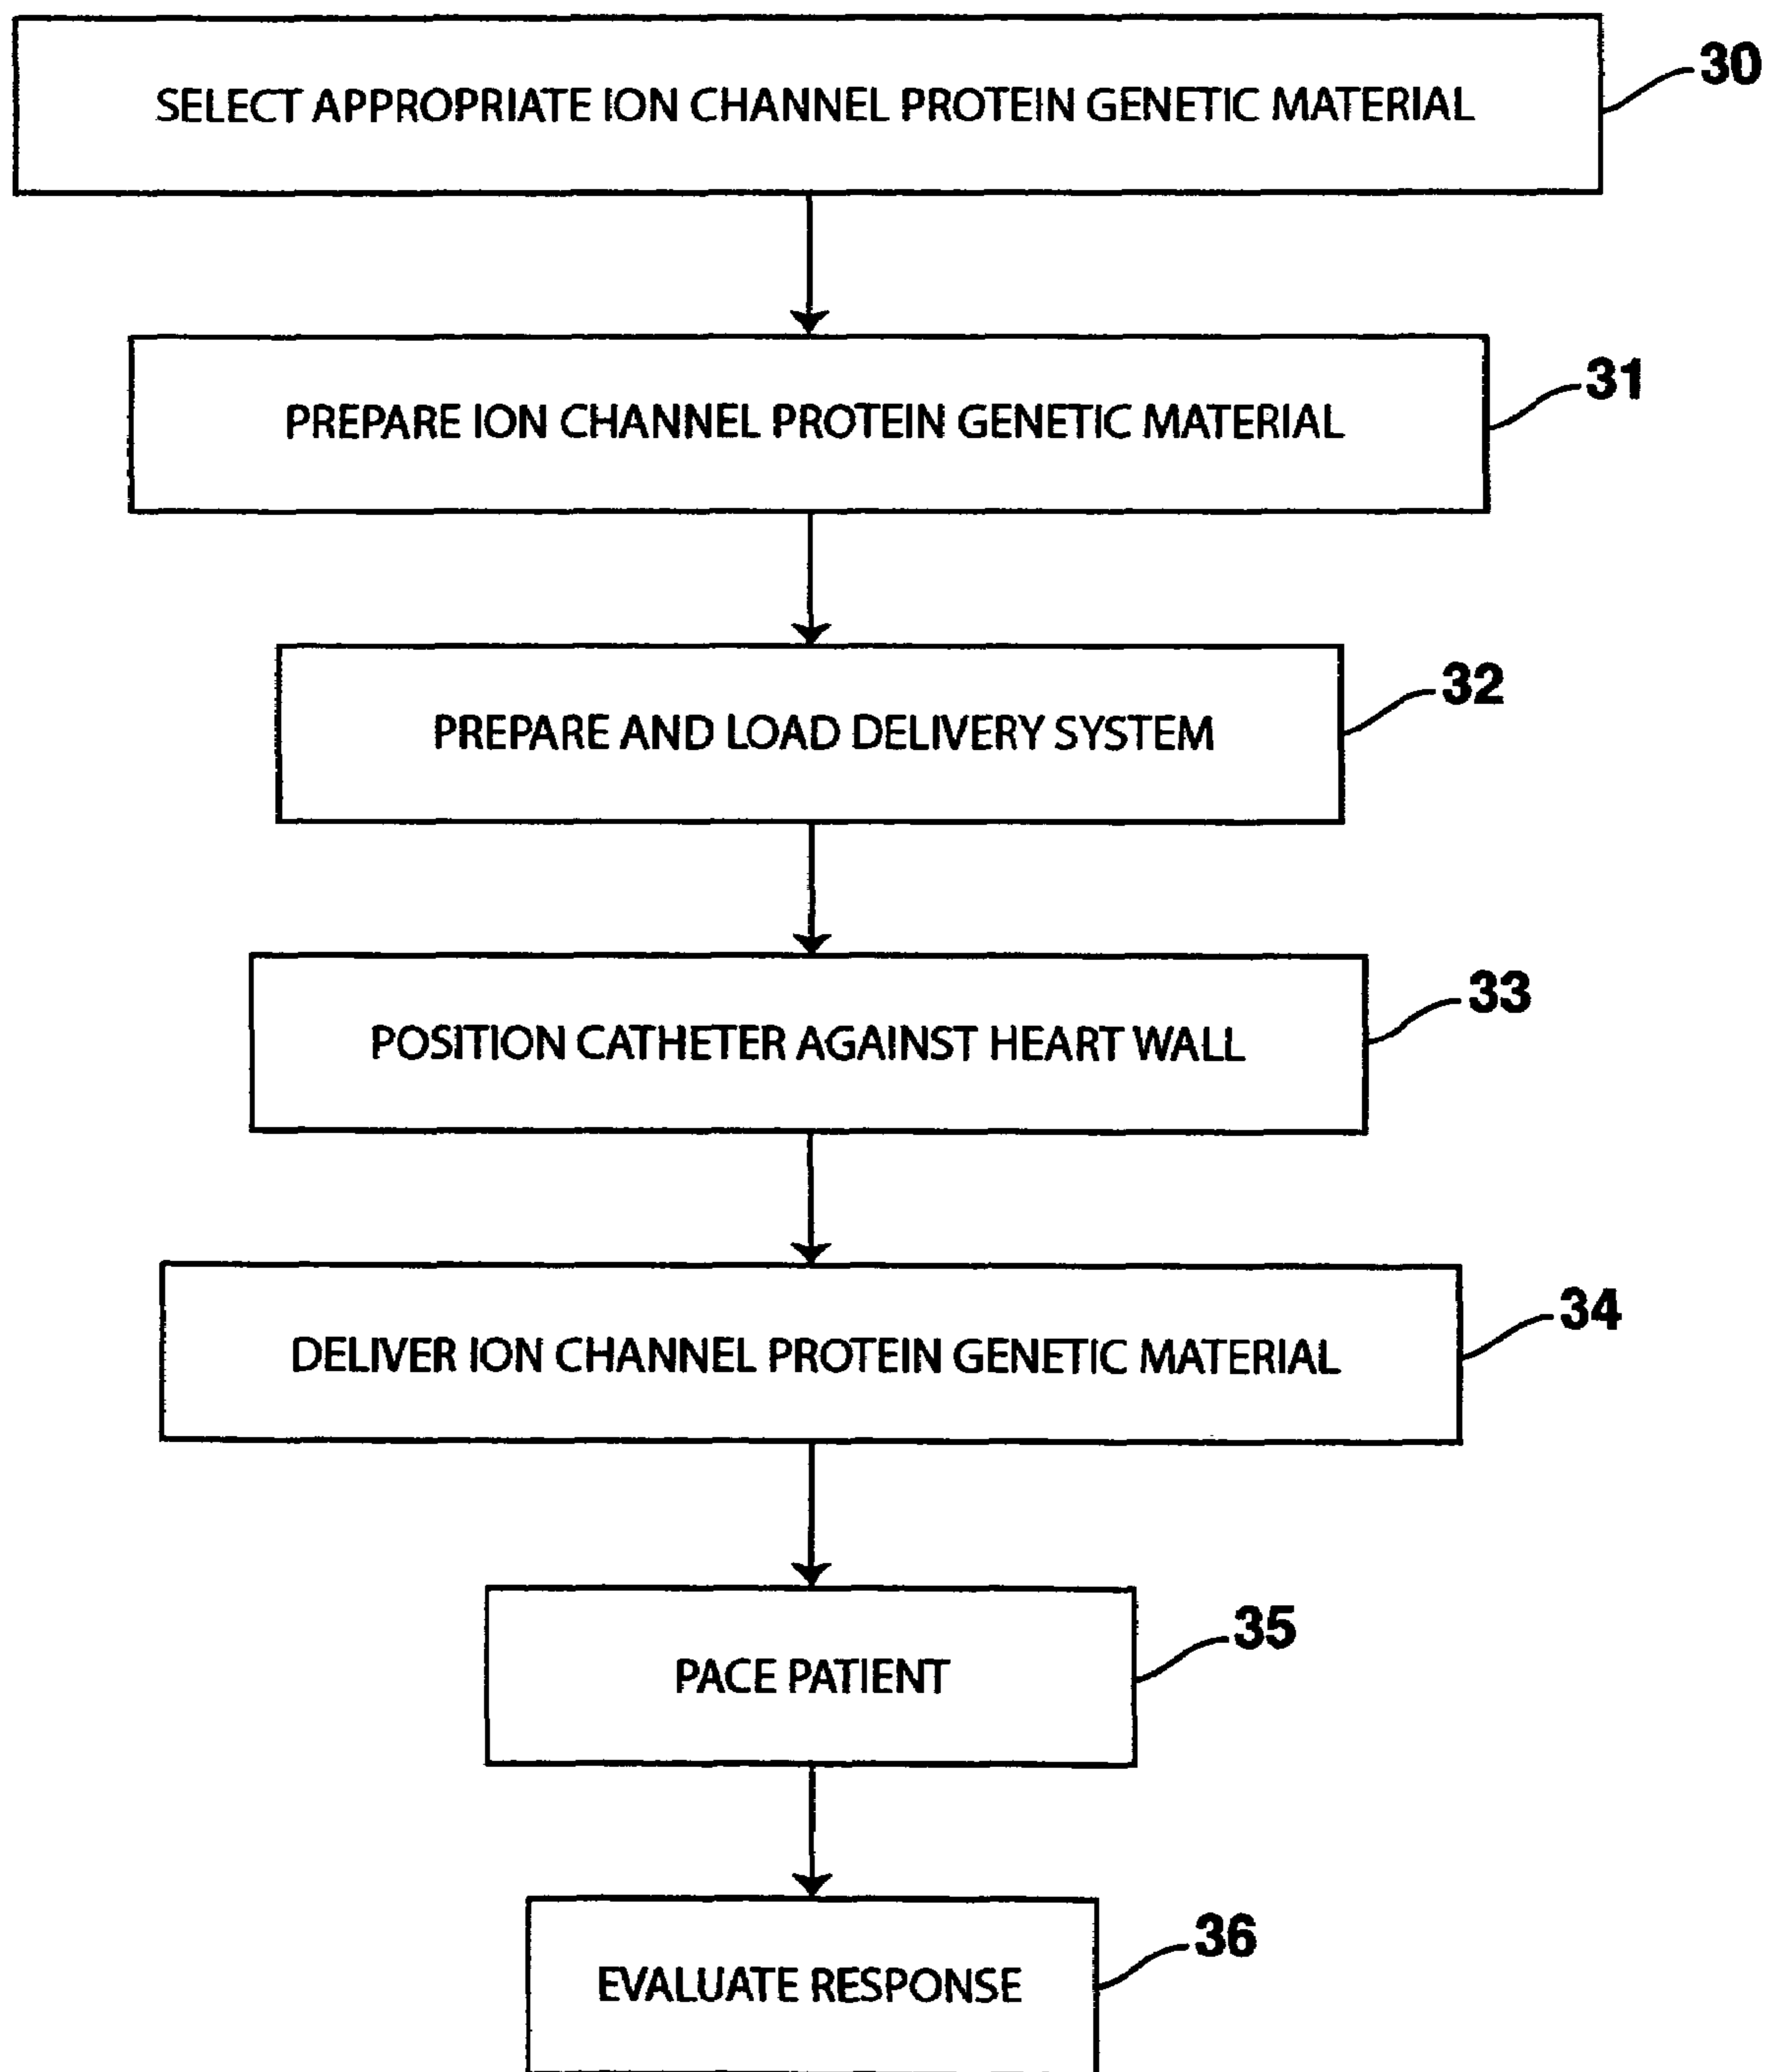 SELECT APPROPRIATE ION CHANNEL PROTEIN GENETIC MATERIAL
30
PREPARE ION CHANNEL PROTEIN GENETIC MATERIAL
31
PREPARE AND LOAD DELIVERY SYSTEM
32
POSITION CATHETER AGAINST HEART WALL
33
DELIVER ION CHANNEL PROTEIN GENETIC MATERIAL
34
PACE PATIENT
35
EVALUATE RESPONSE
36